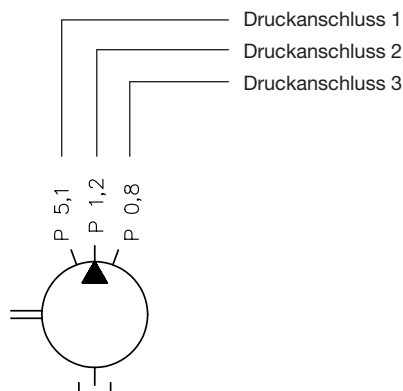 Druckanschluss 1
Druckanschluss 2
Druckanschluss 3
P 5,1
P 1,2
P 0,8